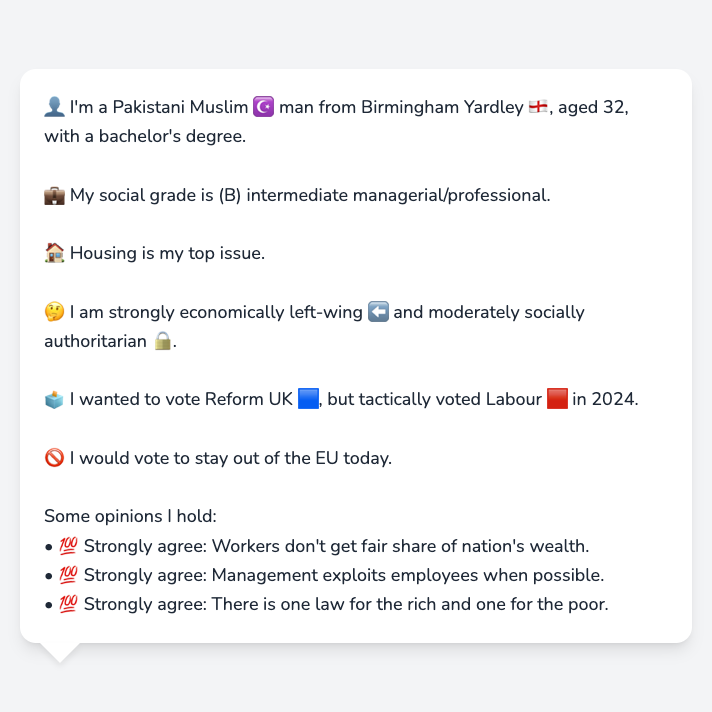 👤 I'm a Pakistani Muslim ☪️ man from Birmingham Yardley 🏴󠁧󠁢󠁥󠁮󠁧󠁿, aged 32,
with a bachelor's degree.
💼 My social grade is (B) intermediate managerial/professional.
🏠 Housing is my top issue.
🤔 I am strongly economically left-wing ⬅️ and moderately socially
authoritarian 🔒.
🗳️ I wanted to vote Reform UK 🟦, but tactically voted Labour 🟥 in 2024.
🚫 I would vote to stay out of the EU today.
Some opinions I hold:
• 💯 Strongly agree: Workers don't get fair share of nation's wealth.
• 💯 Strongly agree: Management exploits employees when possible.
• 💯 Strongly agree: There is one law for the rich and one for the poor.